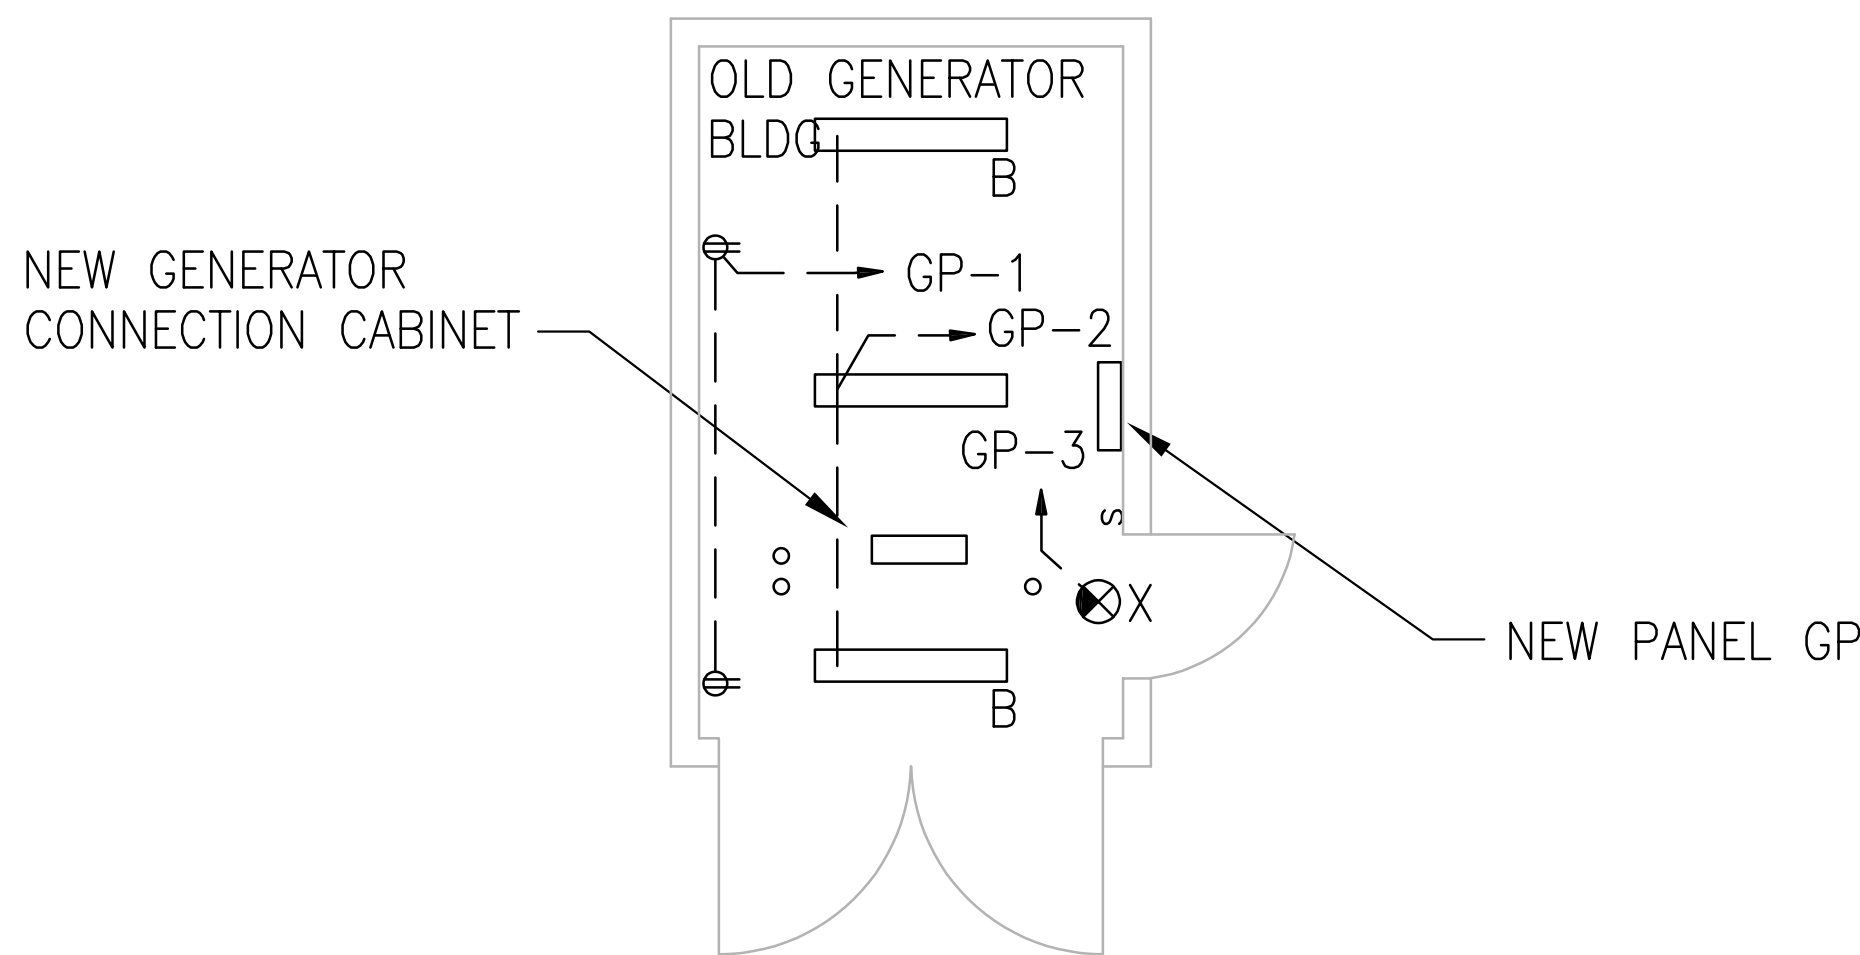 OLD GENERATOR
BLDG
B
NEW GENERATOR
CONNECTION CABINET
GP-1
GP-2
GP-3
S
X
NEW PANEL GP
B